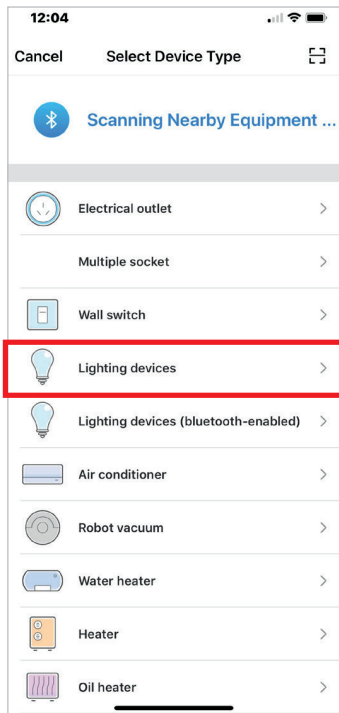 12:04
Cancel Select Device Type
Scanning Nearby Equipment ...
Electrical outlet
Multiple socket
Wall switch
Lighting devices
Lighting devices (bluetooth-enabled)
Air conditioner
Robot vacuum
Water heater
Heater
Oil heater